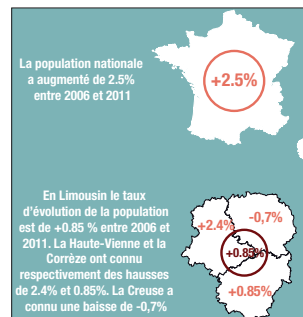 La population nationale
a augmenté de 2.5%
entre 2006 et 2011
+2.5%
En Limousin le taux
d'évolution de la population
est de +0.85 % entre 2006 et
2011. La Haute-Vienne et la
Corrèze ont connu
respectivement des hausses
de 2.4% et 0.85%. La Creuse a
connu une baisse de -0,7%
+2.4%
-0,7%
+0.85%
+0.85%